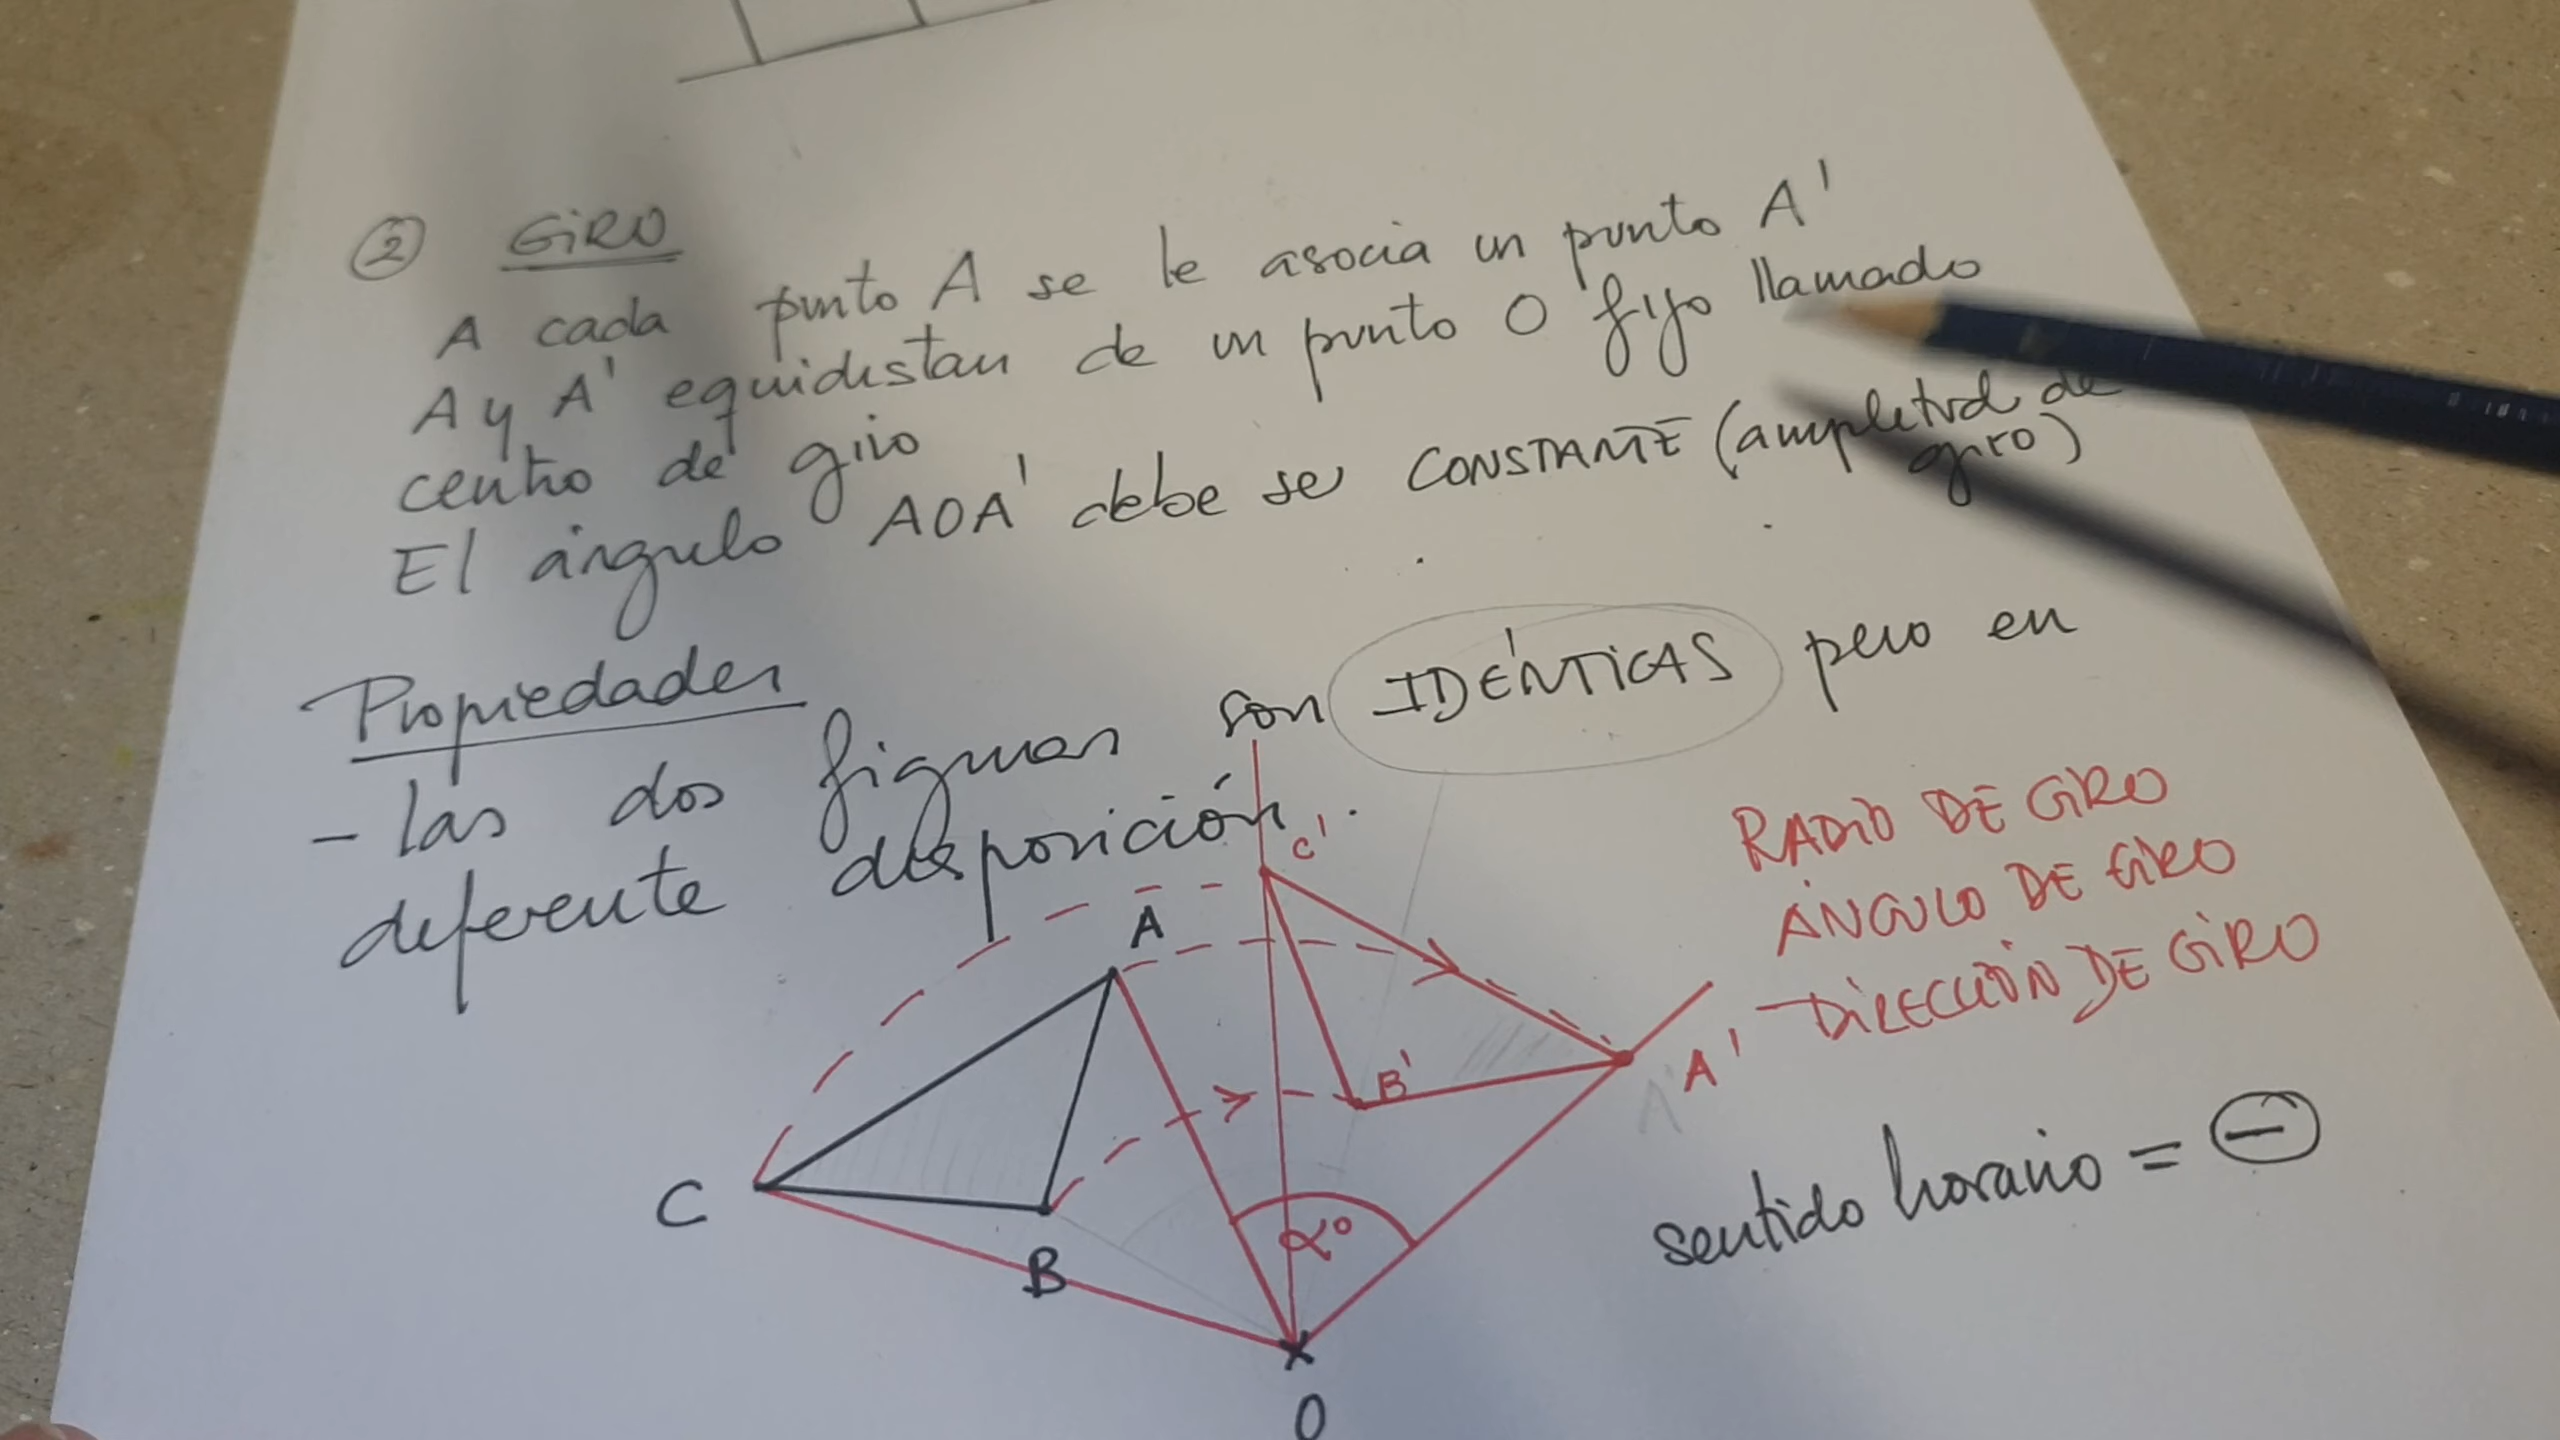 ② GiRO
A cada punto A se le asocia un punto A'
A y A' equidistan de un punto O fijo llamado
centro de giro
El ángulo AOA' debe ser CONSTANTE (amplitud de
giro)
Propiedades
- las dos figuras son IDÉNTICAS pero en
diferente disposición.
C'
A
RADIO DE GIRO
ÁNGULO DE GIRO
DIRECCIÓN DE GIRO
B'
A'
C
B
α°
sentido horario = ⊖
O